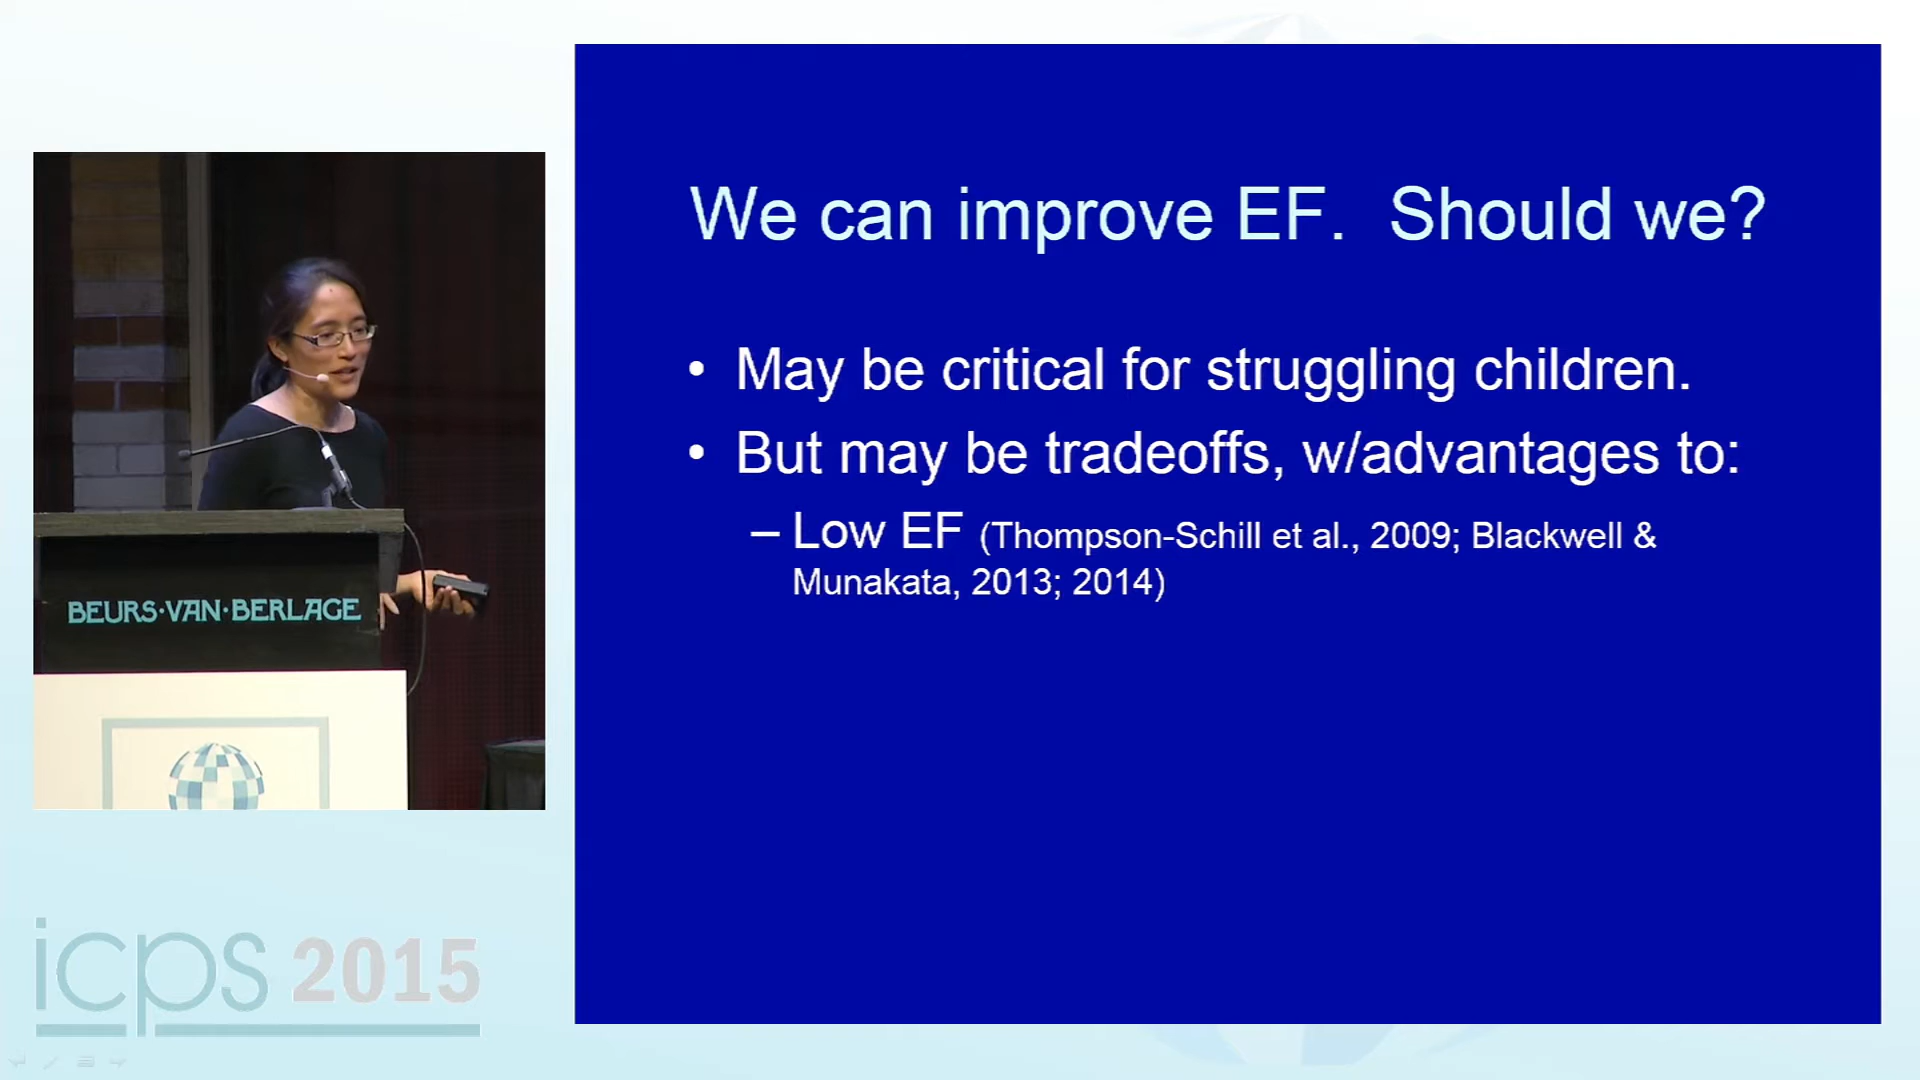 We can improve EF. Should we?
• May be critical for struggling children.
• But may be tradeoffs, w/advantages to:
– Low EF (Thompson-Schill et al., 2009; Blackwell &
Munakata, 2013; 2014)
BEURS·VAN·BERLAGE
icps 2015